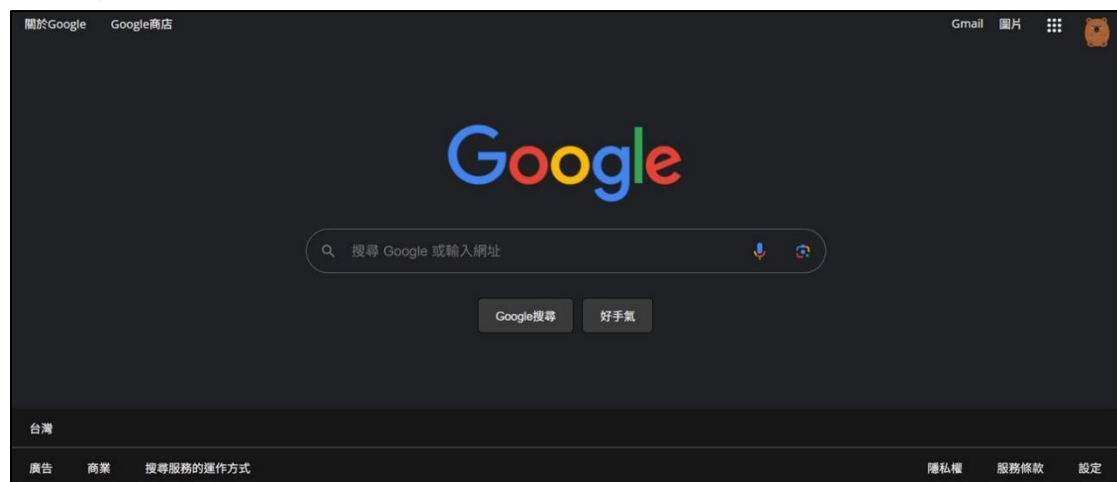 關於Google Google商店 Gmail 圖片
Google
搜尋 Google 或輸入網址
Google搜尋 好手氣
台灣
廣告 商業 搜尋服務的運作方式 隱私權 服務條款 設定